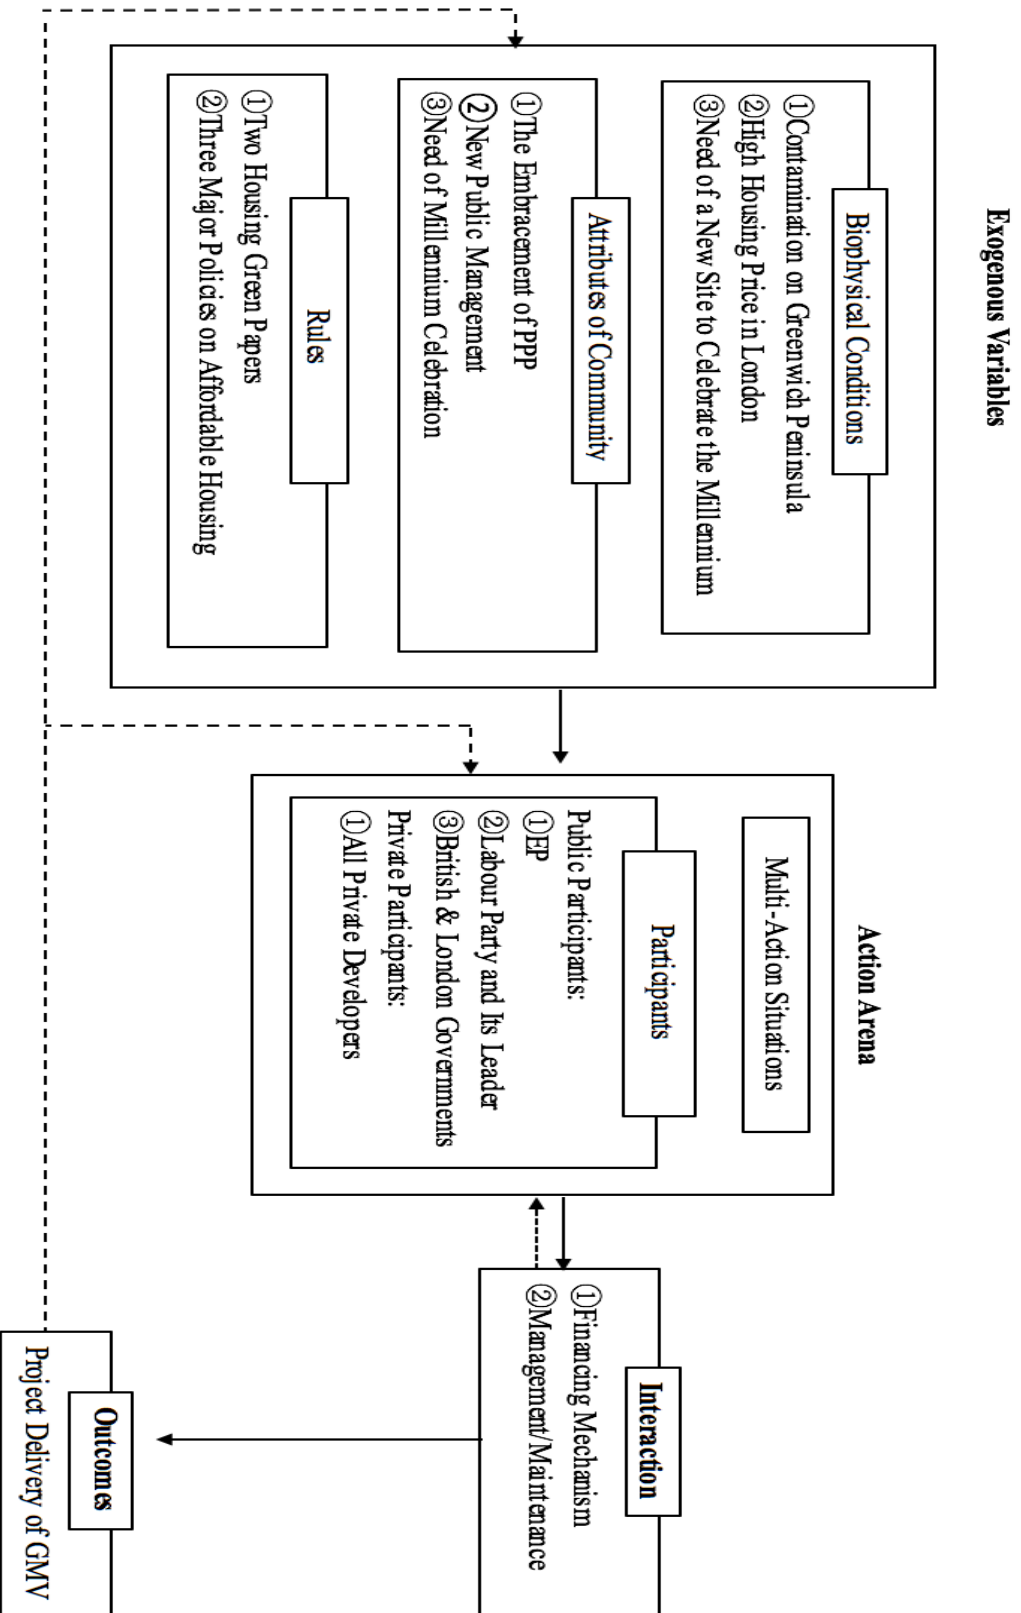 Exogenous Variables
Biophysical Conditions
①Contamination on Greenwich Peninsula
②High Housing Price in London
③Need of a New Site to Celebrate the Millennium
Attributes of Community
①The Embracement of PPP
②New Public Management
③Need of Millennium Celebration
Rules
①Two Housing Green Papers
②Three Major Policies on Affordable Housing
Action Arena
Multi-Action Situations
Participants
Public Participants:
①EP
②Labour Party and Its Leader
③British & London Governments
Private Participants:
①All Private Developers
Interaction
①Financing Mechanism
②Management/Maintenance
Outcomes
Project Delivery of GMV